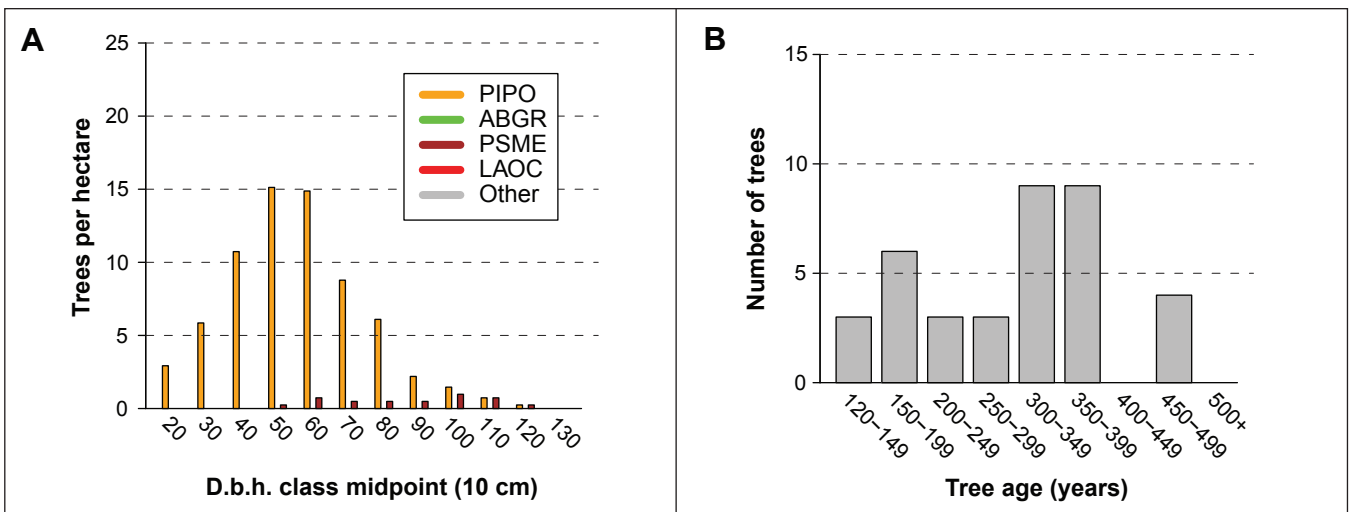 A
25
20
15
10
5
0
Trees per hectare
PIPO
ABGR
PSME
LAOC
Other
20
30
40
50
60
70
80
90
100
110
120
130
D.b.h. class midpoint (10 cm)
B
15
10
5
0
Number of trees
120–149
150–199
200–249
250–299
300–349
350–399
400–449
450–499
500+
Tree age (years)